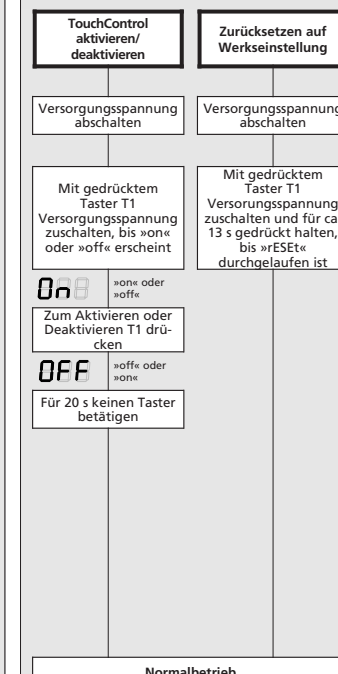 TouchControl
aktivieren/
deaktivieren
Zurücksetzen auf
Werkseinstellung
Versorgungsspannung
abschalten
Versorgungsspannung
abschalten
Mit gedrücktem
Taster T1
Versorgungsspannung
zuschalten, bis »on«
oder »off« erscheint
Mit gedrücktem
Taster T1
Versorungsspannung
zuschalten und für ca
13 s gedrückt halten,
bis »rESEt«
durchgelaufen ist
On
»on« oder
»off«
Zum Aktivieren oder
Deaktivieren T1 drü-
cken
OFF
»off« oder
»on«
Für 20 s keinen Taster
betätigen
Normalbetrieb